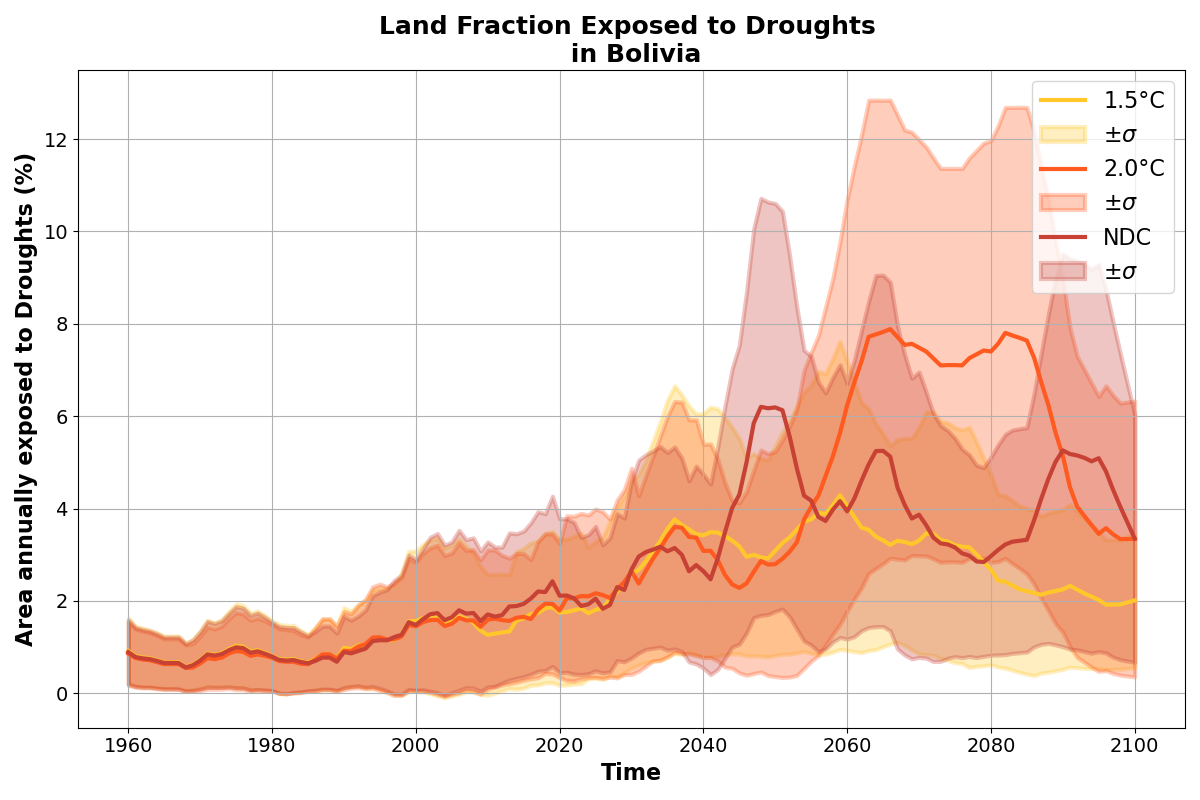 Land Fraction Exposed to Droughts
in Bolivia
Area annually exposed to Droughts (%)
12
10
8
6
4
2
0
1960 1980 2000 2020 2040 2060 2080 2100
Time
1.5°C
±σ
2.0°C
±σ
NDC
±σ